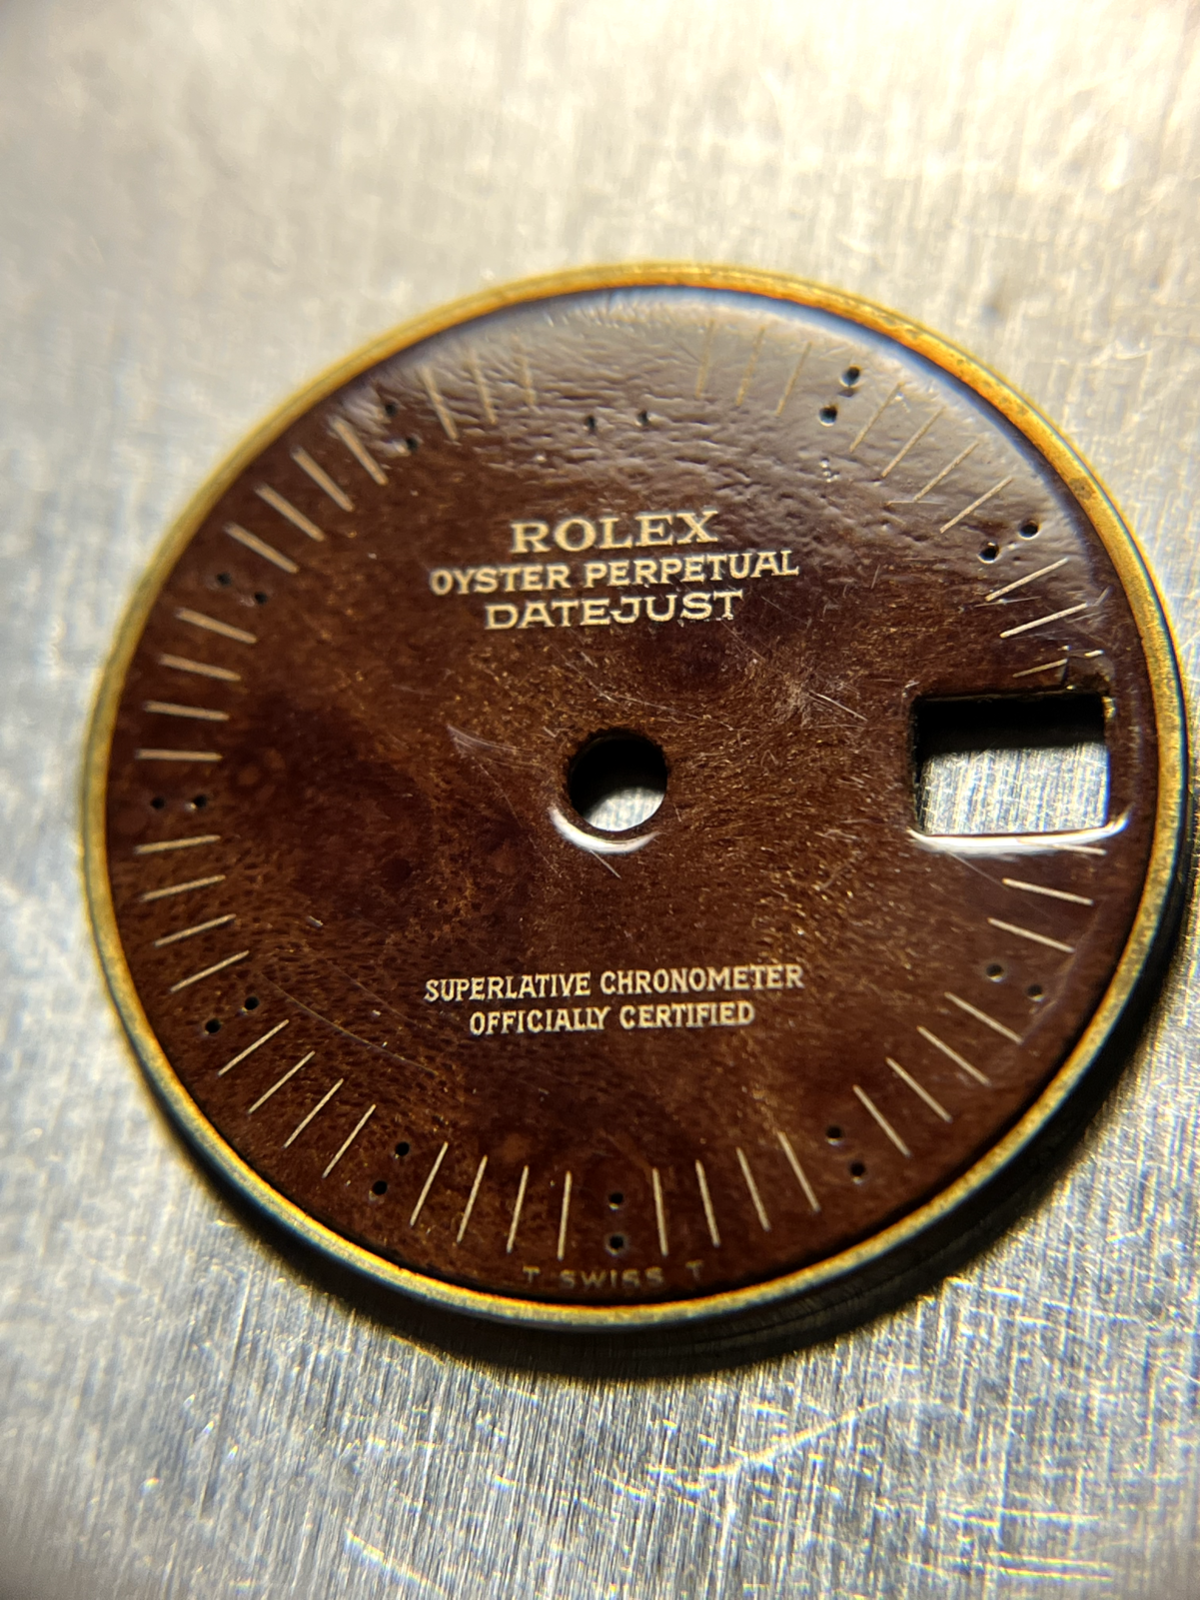 ROLEX
OYSTER PERPETUAL
DATEJUST
SUPERLATIVE CHRONOMETER
OFFICIALLY CERTIFIED
T SWISS T